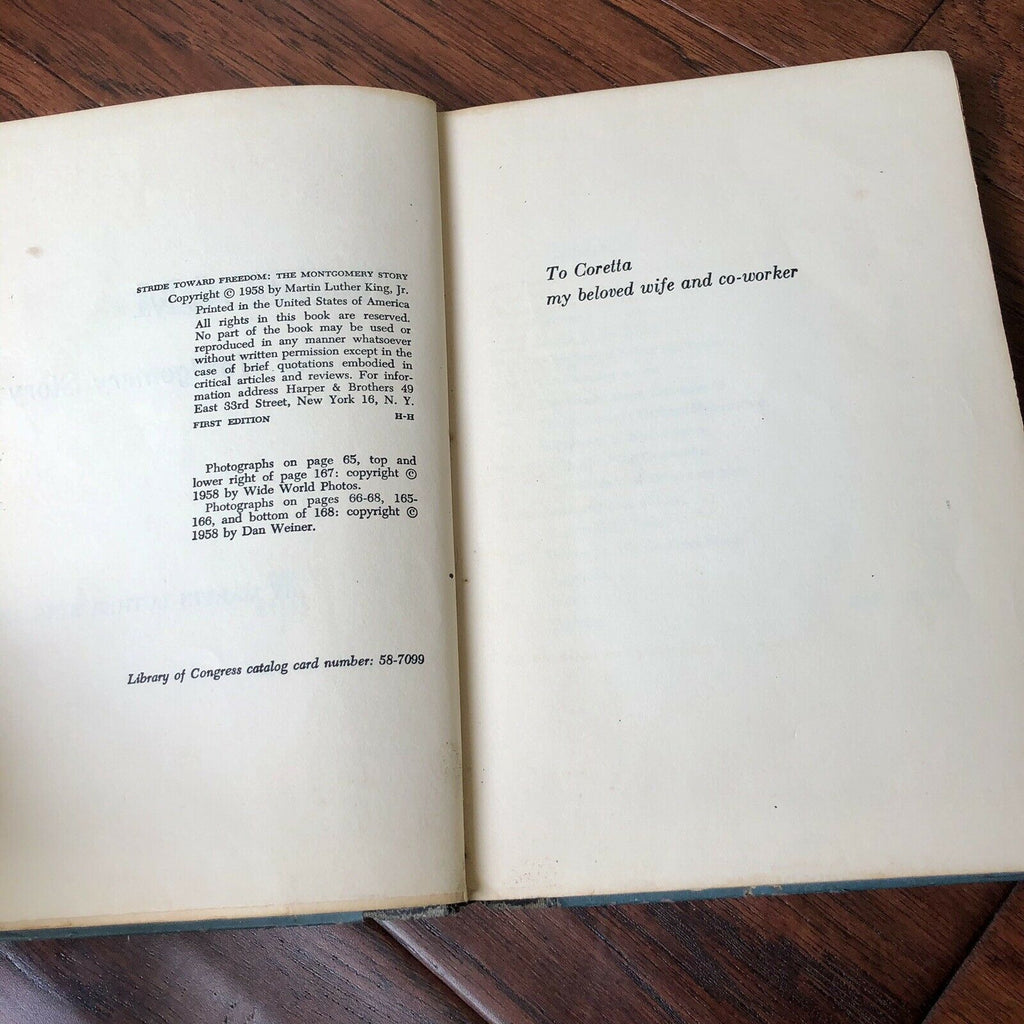 STRIDE TOWARD FREEDOM: THE MONTGOMERY STORY
Copyright © 1958 by Martin Luther King, Jr.
Printed in the United States of America
All rights in this book are reserved.
No part of the book may be used or
reproduced in any manner whatsoever
without written permission except in the
case of brief quotations embodied in
critical articles and reviews. For infor-
mation address Harper & Brothers 49
East 33rd Street, New York 16, N. Y.
FIRST EDITION H-H
Photographs on page 65, top and
lower right of page 167: copyright ©
1958 by Wide World Photos.
Photographs on pages 66-68, 165-
166, and bottom of 168: copyright ©
1958 by Dan Weiner.
Library of Congress catalog card number: 58-7099
To Coretta
my beloved wife and co-worker